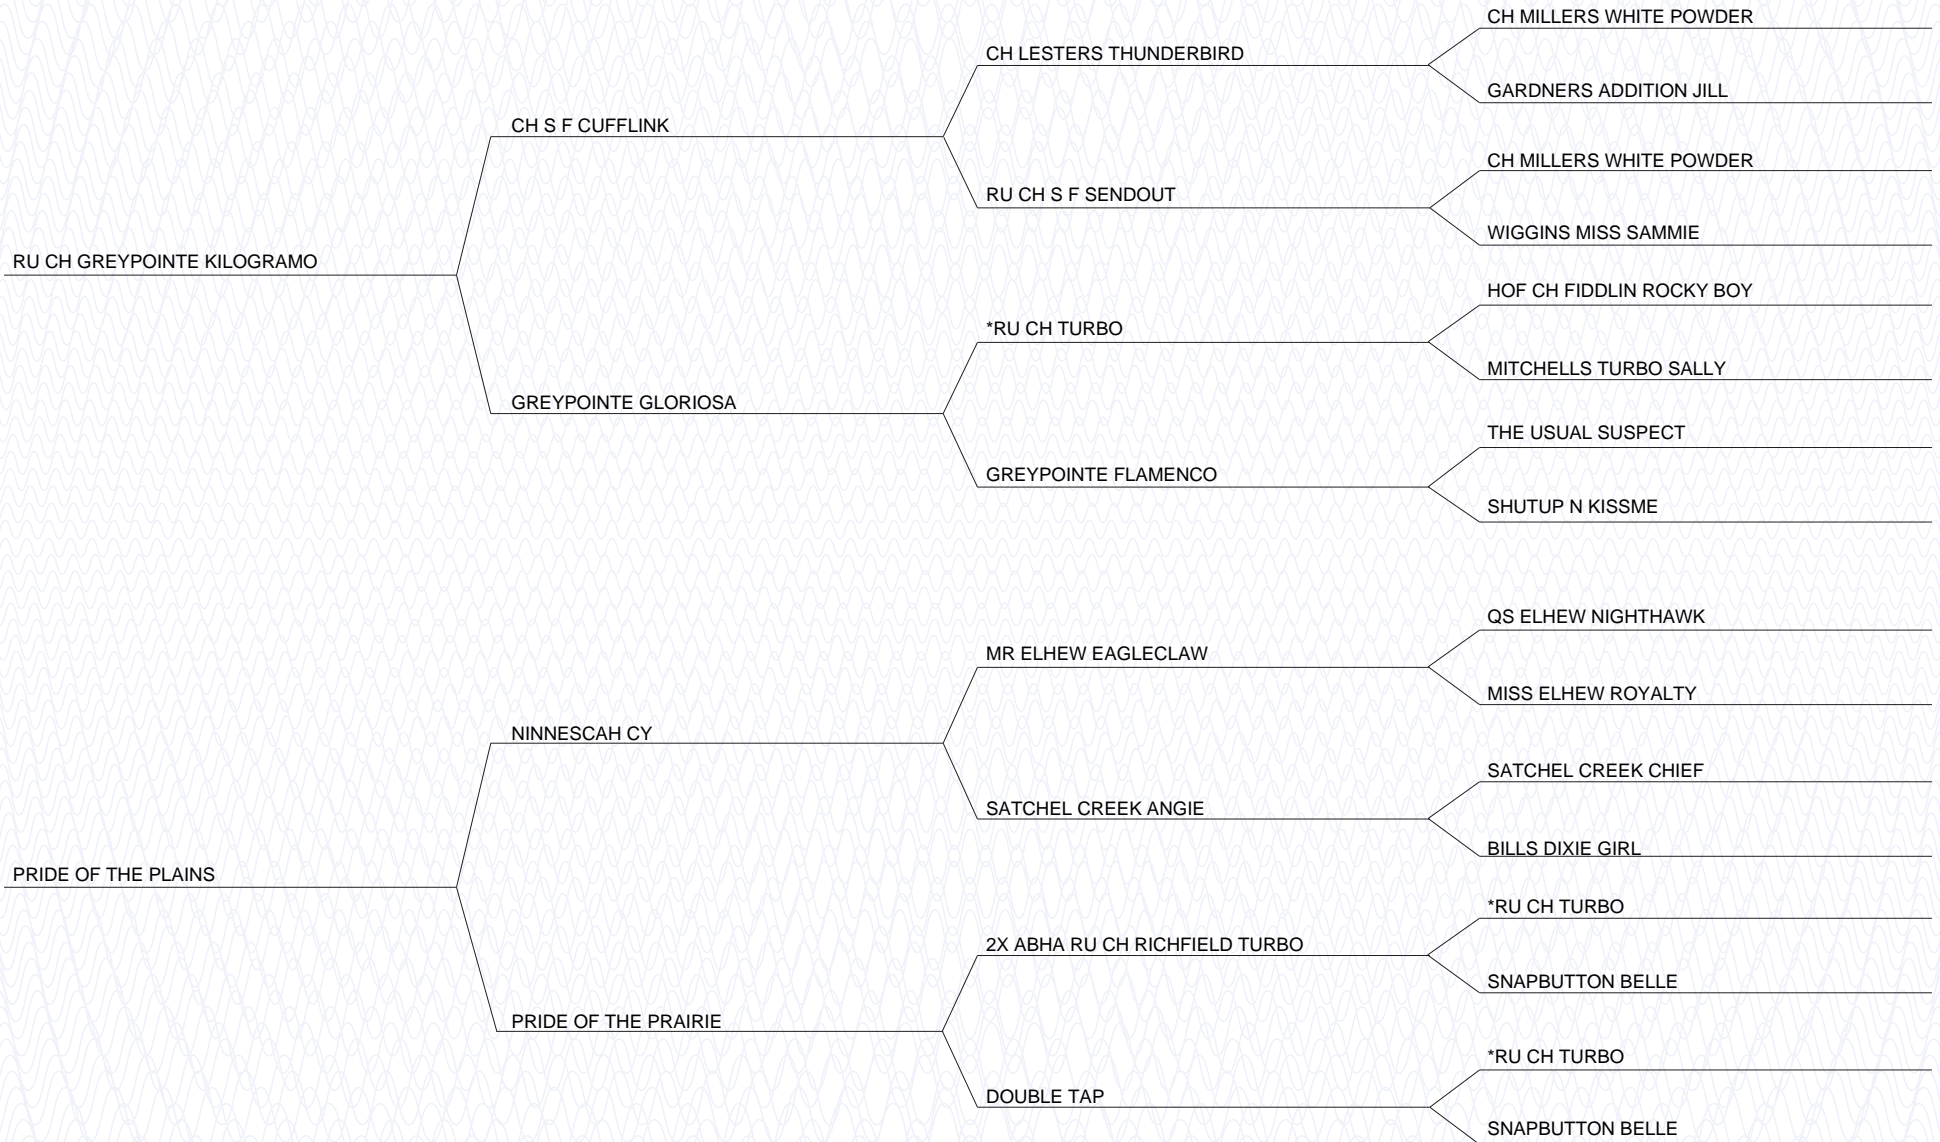 CH MILLERS WHITE POWDER
CH LESTERS THUNDERBIRD
GARDNERS ADDITION JILL
CH S F CUFFLINK
CH MILLERS WHITE POWDER
RU CH S F SENDOUT
WIGGINS MISS SAMMIE
RU CH GREYPOINTE KILOGRAMO
HOF CH FIDDLIN ROCKY BOY
*RU CH TURBO
MITCHELLS TURBO SALLY
GREYPOINTE GLORIOSA
THE USUAL SUSPECT
GREYPOINTE FLAMENCO
SHUTUP N KISSME
QS ELHEW NIGHTHAWK
MR ELHEW EAGLECLAW
MISS ELHEW ROYALTY
NINNESCAH CY
SATCHEL CREEK CHIEF
SATCHEL CREEK ANGIE
BILLS DIXIE GIRL
PRIDE OF THE PLAINS
*RU CH TURBO
2X ABHA RU CH RICHFIELD TURBO
SNAPBUTTON BELLE
PRIDE OF THE PRAIRIE
*RU CH TURBO
DOUBLE TAP
SNAPBUTTON BELLE